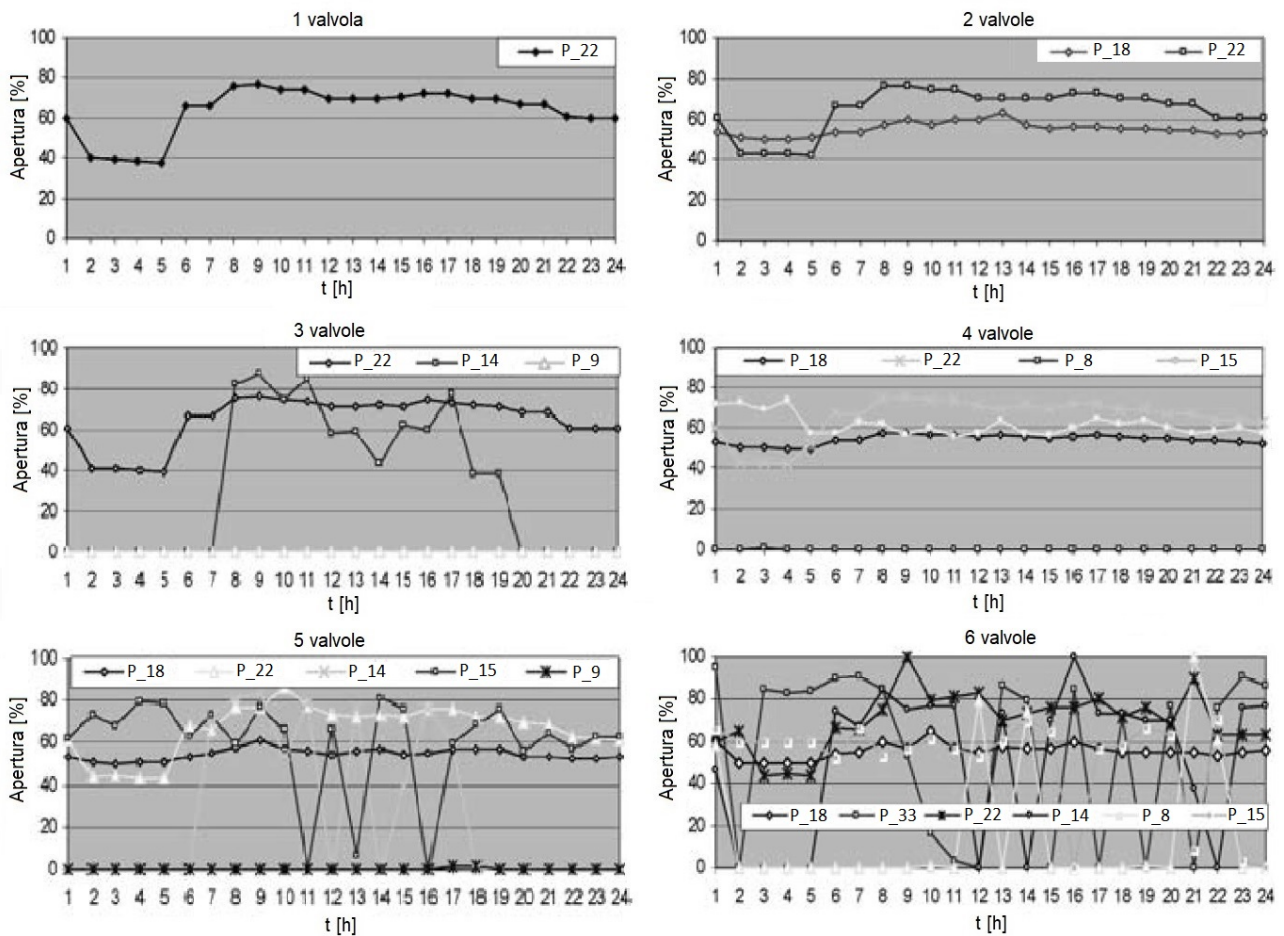 1 valvola
P_22
Apertura [%]
100
80
60
40
20
0
1 2 3 4 5 6 7 8 9 10 11 12 13 14 15 16 17 18 19 20 21 22 23 24
t [h]
2 valvole
P_18 P_22
Apertura [%]
100
80
60
40
20
0
1 2 3 4 5 6 7 8 9 10 11 12 13 14 15 16 17 18 19 20 21 22 23 24
t [h]
3 valvole
P_22 P_14 P_9
Apertura [%]
100
80
60
40
20
0
1 2 3 4 5 6 7 8 9 10 11 12 13 14 15 16 17 18 19 20 21 22 23 24
t [h]
4 valvole
P_18 P_22 P_8 P_15
Apertura [%]
100
80
60
40
20
0
1 2 3 4 5 6 7 8 9 10 11 12 13 14 15 16 17 18 19 20 21 22 23 24
t [h]
5 valvole
P_18 P_22 P_14 P_15 P_9
Apertura [%]
100
80
60
40
20
0
1 2 3 4 5 6 7 8 9 10 11 12 13 14 15 16 17 18 19 20 21 22 23 24
t [h]
6 valvole
Apertura [%]
100
80
60
40
20
0
P_18 P_33 P_22 P_14 P_8 P_15
1 2 3 4 5 6 7 8 9 10 11 12 13 14 15 16 17 18 19 20 21 22 23 24
t [h]